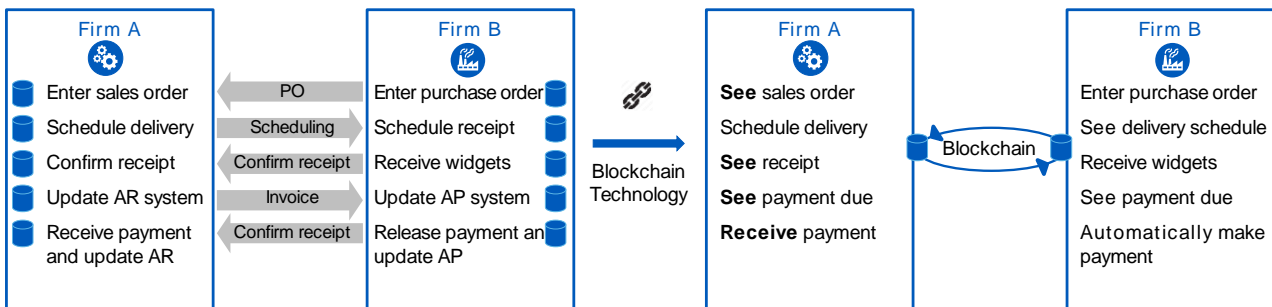 Firm A
Enter sales order
Schedule delivery
Confirm receipt
Update AR system
Receive payment
and update AR
PO
Scheduling
Confirm receipt
Invoice
Confirm receipt
Firm B
Enter purchase order
Schedule receipt
Receive widgets
Update AP system
Release payment an
update AP
Blockchain
Technology
Firm A
See sales order
Schedule delivery
See receipt
See payment due
Receive payment
Blockchain
Firm B
Enter purchase order
See delivery schedule
Receive widgets
See payment due
Automatically make
payment